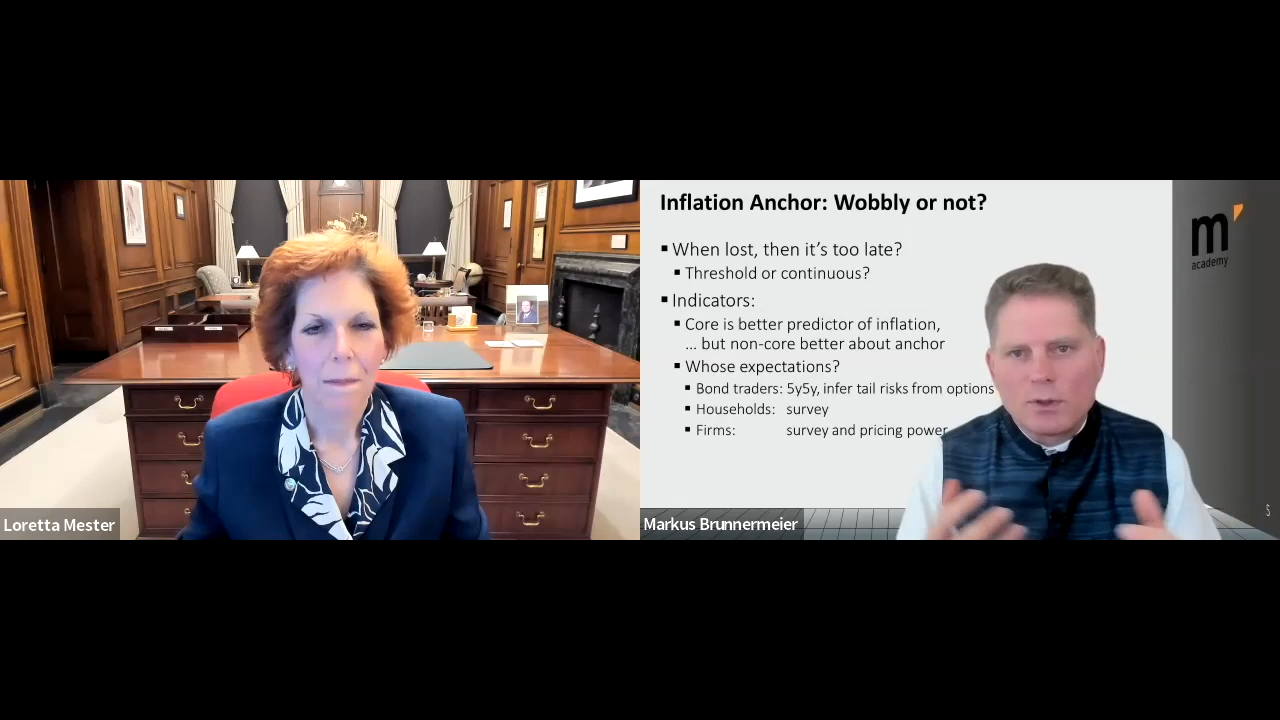 Inflation Anchor: Wobbly or not?
When lost, then it's too late?
Threshold or continuous?
Indicators:
Core is better predictor of inflation,
... but non-core better about anchor
Whose expectations?
Bond traders: 5y5y, infer tail risks from options
Households: survey
Firms: survey and pricing power
m'
academy
S
Loretta Mester
Markus Brunnermeier